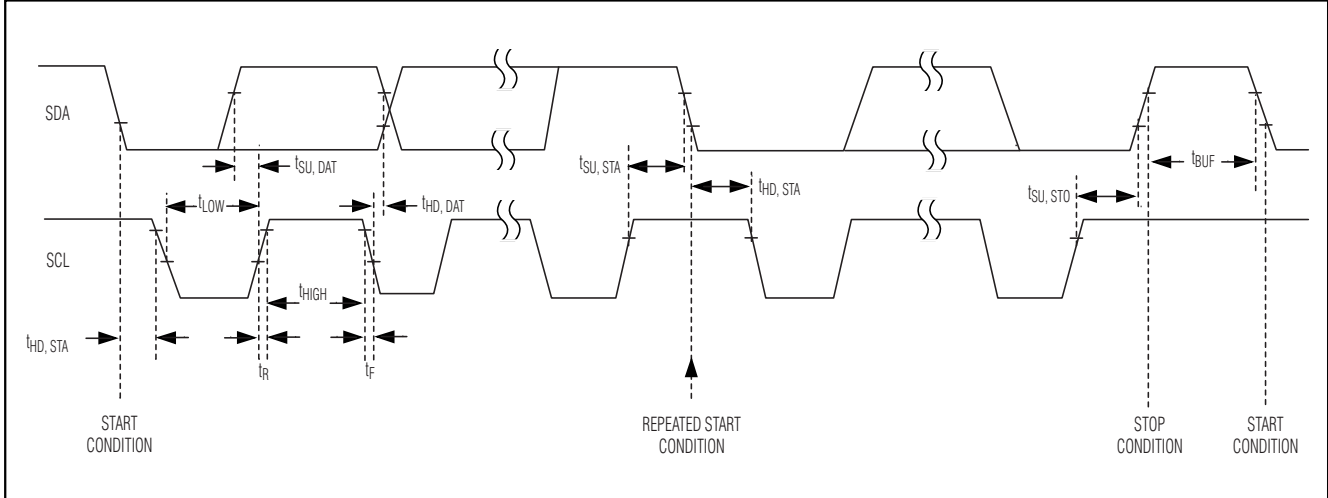 SDA
tSU, DAT
tSU, STA
tBUF
tLOW
tHD, DAT
tHD, STA
tSU, STO
SCL
tHIGH
tHD, STA
tR
tF
START
CONDITION
REPEATED START
CONDITION
STOP
CONDITION
START
CONDITION